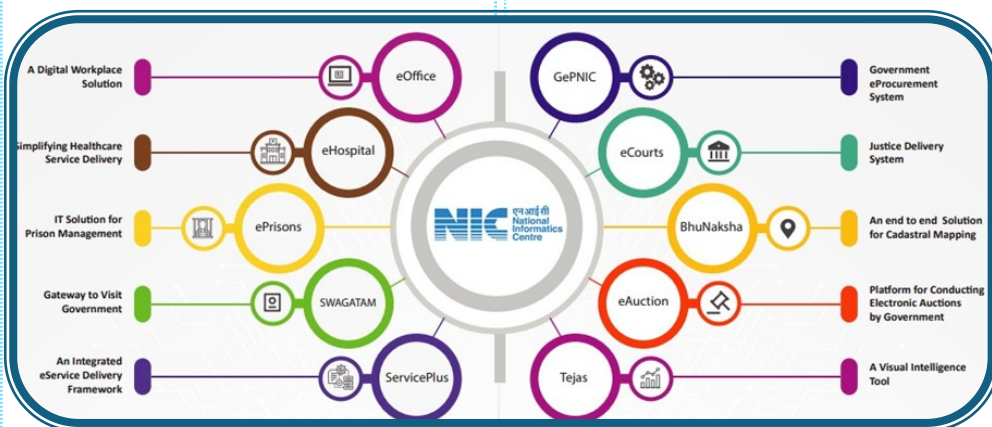 A Digital Workplace
Solution
eOffice
Simplifying Healthcare
Service Delivery
eHospital
IT Solution for
Prison Management
ePrisons
Gateway to Visit
Government
SWAGATAM
An Integrated
eService Delivery
Framework
ServicePlus
NIC
एन आई सी
National
Informatics
Centre
GePNIC
Government
eProcurement
System
eCourts
Justice Delivery
System
BhuNaksha
An end to end Solution
for Cadastral Mapping
eAuction
Platform for Conducting
Electronic Auctions
by Government
Tejas
A Visual Intelligence
Tool